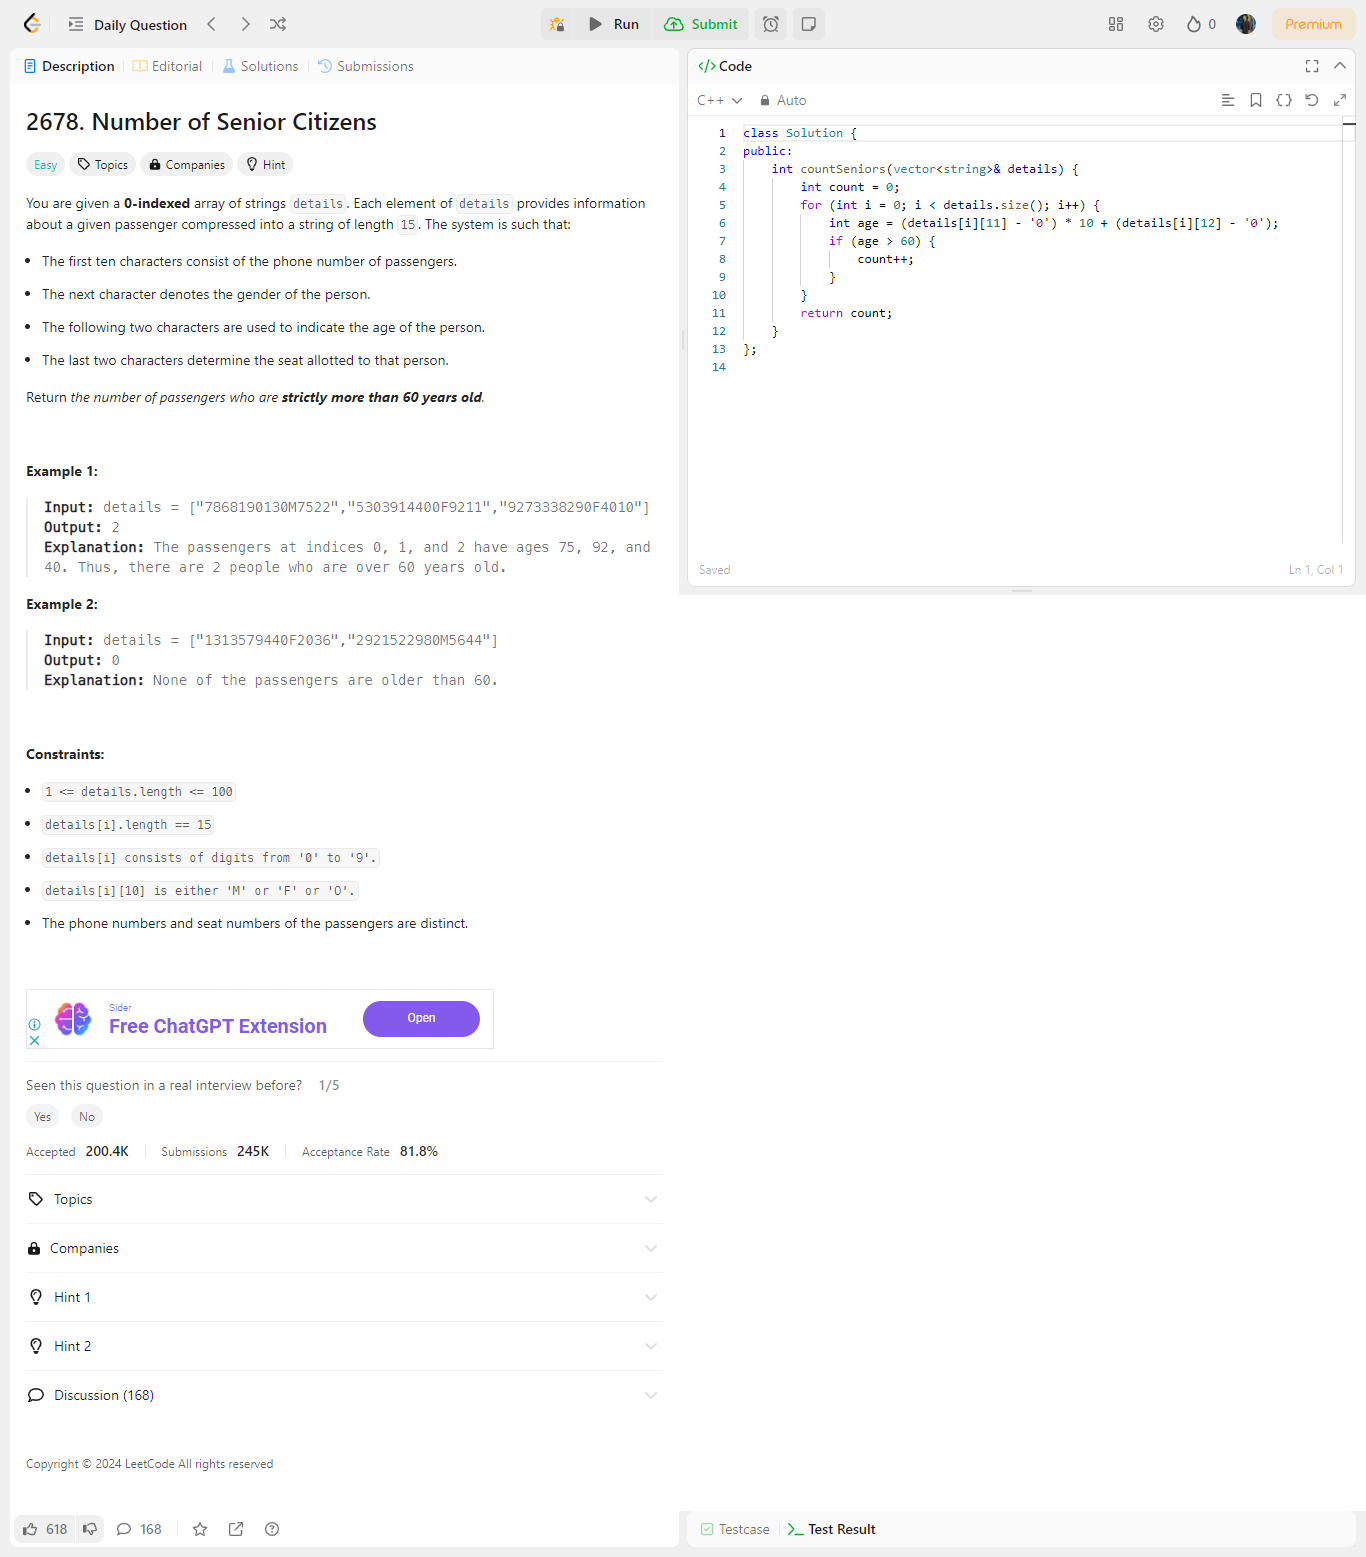 Daily Question
Run
Submit
0
Premium
Description
Editorial
Solutions
Submissions
2678. Number of Senior Citizens
Easy
Topics
Companies
Hint
You are given a 0-indexed array of strings details. Each element of details provides information
about a given passenger compressed into a string of length 15. The system is such that:
The first ten characters consist of the phone number of passengers.
The next character denotes the gender of the person.
The following two characters are used to indicate the age of the person.
The last two characters determine the seat allotted to that person.
Return the number of passengers who are strictly more than 60 years old.
Example 1:
Input: details = ["7868190130M7522","5303914400F9211","9273338290F4010"]
Output: 2
Explanation: The passengers at indices 0, 1, and 2 have ages 75, 92, and
40. Thus, there are 2 people who are over 60 years old.
Example 2:
Input: details = ["1313579440F2036","2921522980M5644"]
Output: 0
Explanation: None of the passengers are older than 60.
Constraints:
1 <= details.length <= 100
details[i].length == 15
details[i] consists of digits from '0' to '9'.
details[i][10] is either 'M' or 'F' or 'O'.
The phone numbers and seat numbers of the passengers are distinct.
Sider
Free ChatGPT Extension
Open
Seen this question in a real interview before? 1/5
Yes
No
Accepted 200.4K
Submissions 245K
Acceptance Rate 81.8%
Topics
Companies
Hint 1
Hint 2
Discussion (168)
Copyright © 2024 LeetCode All rights reserved
618
168
</> Code
C++
Auto
1 class Solution {
2 public:
3     int countSeniors(vector<string>& details) {
4         int count = 0;
5         for (int i = 0; i < details.size(); i++) {
6             int age = (details[i][11] - '0') * 10 + (details[i][12] - '0');
7             if (age > 60) {
8                 count++;
9             }
10         }
11         return count;
12     }
13 };
14
Saved
Ln 1, Col 1
Testcase
Test Result